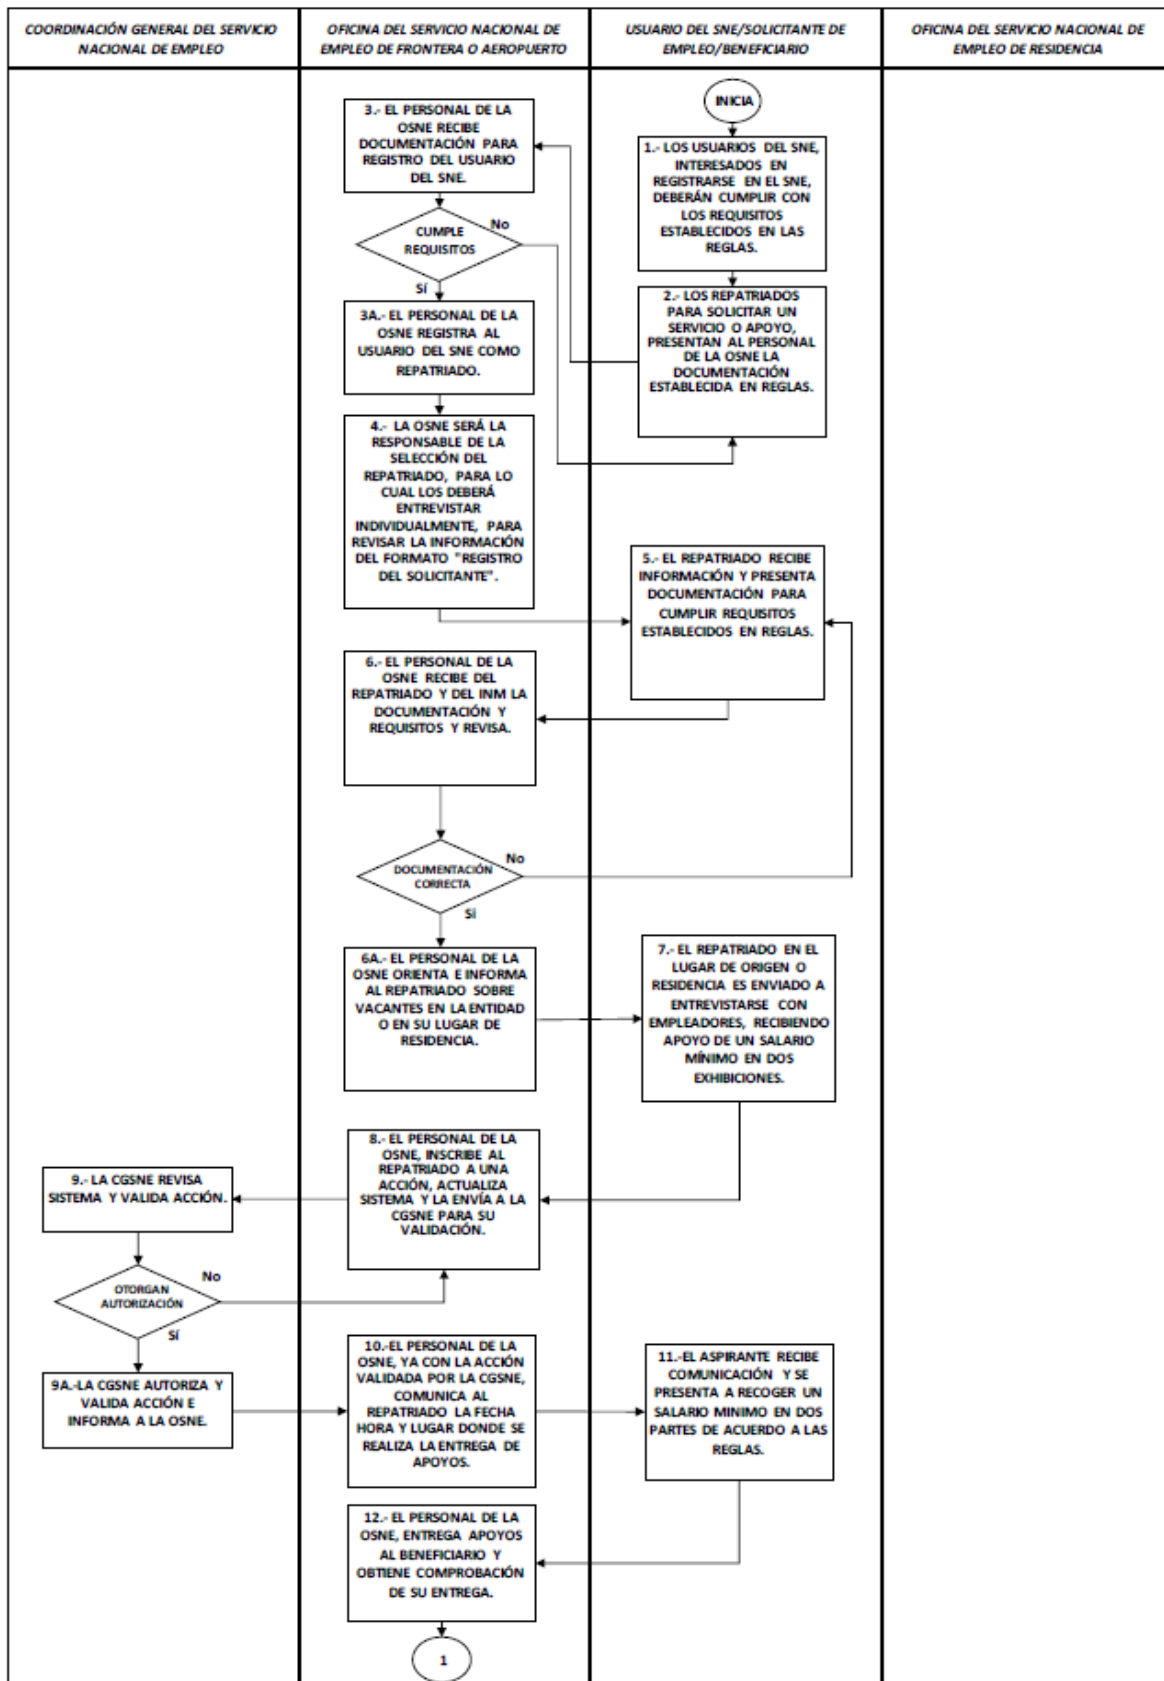 COORDINACIÓN GENERAL DEL SERVICIO
NACIONAL DE EMPLEO
OFICINA DEL SERVICIO NACIONAL DE
EMPLEO DE FRONTERA O AEROPUERTO
USUARIO DEL SNE/SOLICITANTE DE
EMPLEO/BENEFICIARIO
OFICINA DEL SERVICIO NACIONAL DE
EMPLEO DE RESIDENCIA
INICIA
1.- LOS USUARIOS DEL SNE,
INTERESADOS EN
REGISTRARSE EN EL SNE,
DEBERÁN CUMPLIR CON
LOS REQUISITOS
ESTABLECIDOS EN LAS
REGLAS.
2.- LOS REPATRIADOS
PARA SOLICITAR UN
SERVICIO O APOYO,
PRESENTAN AL PERSONAL
DE LA OSNE LA
DOCUMENTACIÓN
ESTABLECIDA EN REGLAS.
3.- EL PERSONAL DE LA
OSNE RECIBE
DOCUMENTACIÓN PARA
REGISTRO DEL USUARIO
DEL SNE.
CUMPLE
REQUISITOS
No
Sí
3A.- EL PERSONAL DE LA
OSNE REGISTRA AL
USUARIO DEL SNE COMO
REPATRIADO.
4.- LA OSNE SERÁ LA
RESPONSABLE DE LA
SELECCIÓN DEL
REPATRIADO, PARA LO
CUAL LOS DEBERÁ
ENTREVISTAR
INDIVIDUALMENTE, PARA
REVISAR LA INFORMACIÓN
DEL FORMATO "REGISTRO
DEL SOLICITANTE".
5.- EL REPATRIADO RECIBE
INFORMACIÓN Y PRESENTA
DOCUMENTACIÓN PARA
CUMPLIR REQUISITOS
ESTABLECIDOS EN REGLAS.
6.- EL PERSONAL DE LA
OSNE RECIBE DEL
REPATRIADO Y DEL INM LA
DOCUMENTACIÓN Y
REQUISITOS Y REVISA.
DOCUMENTACIÓN
CORRECTA
No
Si
6A.- EL PERSONAL DE LA
OSNE ORIENTA E INFORMA
AL REPATRIADO SOBRE
VACANTES EN LA ENTIDAD
O EN SU LUGAR DE
RESIDENCIA.
7.- EL REPATRIADO EN EL
LUGAR DE ORIGEN O
RESIDENCIA ES ENVIADO A
ENTREVISTARSE CON
EMPLEADORES, RECIBIENDO
APOYO DE UN SALARIO
MÍNIMO EN DOS
EXHIBICIONES.
8.- EL PERSONAL DE LA
OSNE, INSCRIBE AL
REPATRIADO A UNA
ACCIÓN, ACTUALIZA
SISTEMA Y LA ENVÍA A LA
CGSNE PARA SU
VALIDACIÓN.
9.- LA CGSNE REVISA
SISTEMA Y VALIDA ACCIÓN.
OTORGAN
AUTORIZACIÓN
No
Sí
9A.-LA CGSNE AUTORIZA Y
VALIDA ACCIÓN E
INFORMA A LA OSNE.
10.-EL PERSONAL DE LA
OSNE, YA CON LA ACCIÓN
VALIDADA POR LA CGSNE,
COMUNICA AL
REPATRIADO LA FECHA
HORA Y LUGAR DONDE SE
REALIZA LA ENTREGA DE
APOYOS.
11.-EL ASPIRANTE RECIBE
COMUNICACIÓN Y SE
PRESENTA A RECOGER UN
SALARIO MINIMO EN DOS
PARTES DE ACUERDO A LAS
REGLAS.
12.- EL PERSONAL DE LA
OSNE, ENTREGA APOYOS
AL BENEFICIARIO Y
OBTIENE COMPROBACIÓN
DE SU ENTREGA.
1